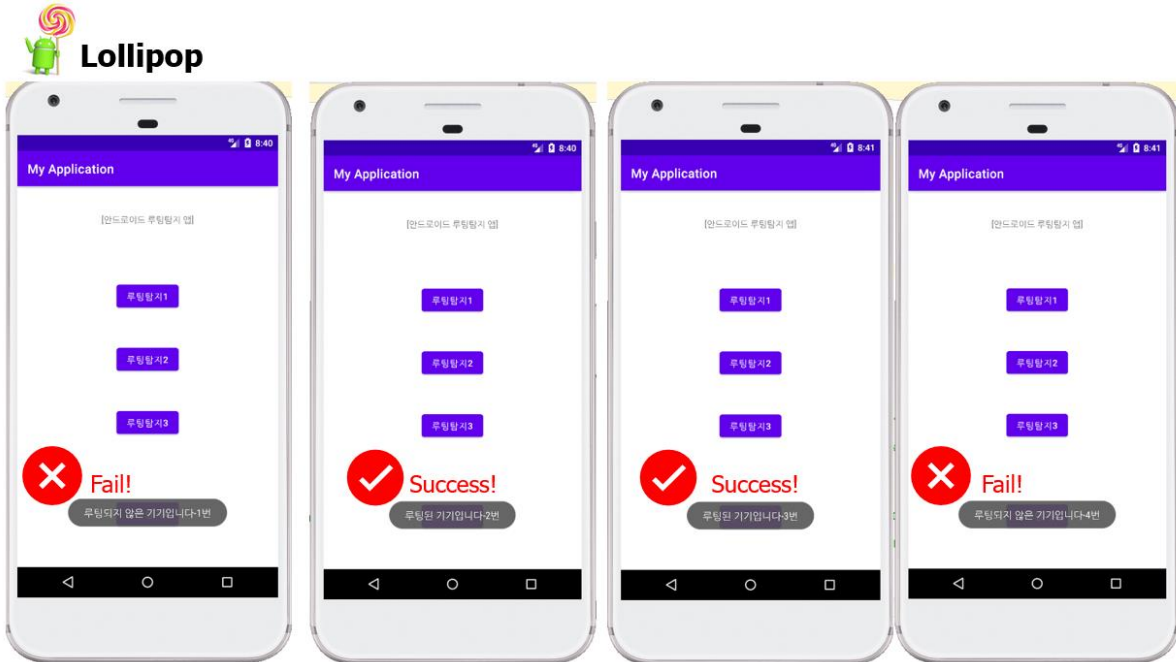 Lollipop
8:40
My Application
[안드로이드 루팅탐지 앱]
루팅탐지1
루팅탐지2
루팅탐지3
Fail!
루팅되지 않은 기기입니다-1번
8:40
My Application
[안드로이드 루팅탐지 앱]
루팅탐지1
루팅탐지2
루팅탐지3
Success!
루팅된 기기입니다-2번
8:41
My Application
[안드로이드 루팅탐지 앱]
루팅탐지1
루팅탐지2
루팅탐지3
Success!
루팅된 기기입니다-3번
8:41
My Application
[안드로이드 루팅탐지 앱]
루팅탐지1
루팅탐지2
루팅탐지3
Fail!
루팅되지 않은 기기입니다-4번